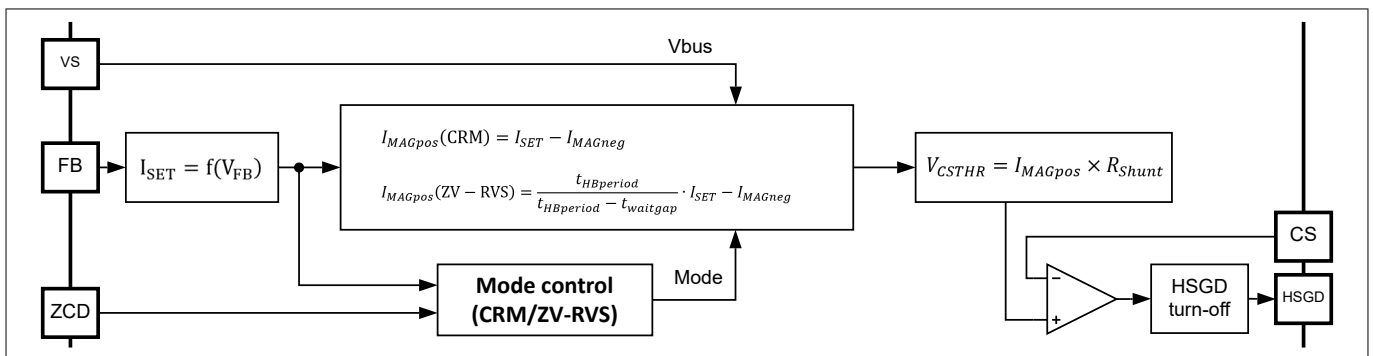 VS
Vbus
FB
I_SET = f(V_FB)
I_MAGpos(CRM) = I_SET − I_MAGneg
I_MAGpos(ZV − RVS) = t_HBperiod / (t_HBperiod − t_waitgap) · I_SET − I_MAGneg
V_CSTHR = I_MAGpos × R_Shunt
CS
ZCD
Mode control
(CRM/ZV-RVS)
Mode
−
+
HSGD
turn-off
HSGD